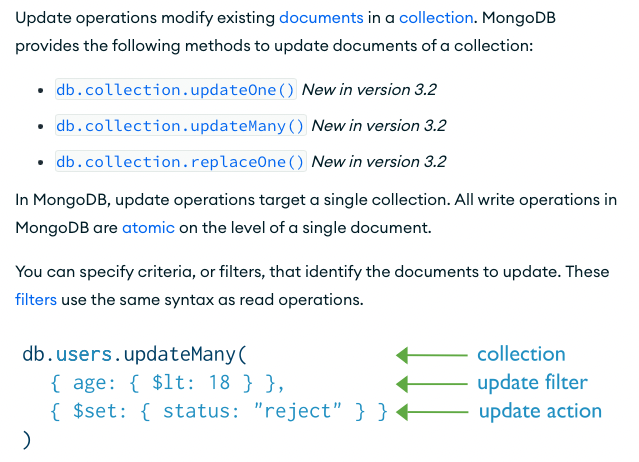 Update operations modify existing documents in a collection. MongoDB
provides the following methods to update documents of a collection:
• db.collection.updateOne() New in version 3.2
• db.collection.updateMany() New in version 3.2
• db.collection.replaceOne() New in version 3.2
In MongoDB, update operations target a single collection. All write operations in
MongoDB are atomic on the level of a single document.
You can specify criteria, or filters, that identify the documents to update. These
filters use the same syntax as read operations.
db.users.updateMany( collection
{ age: { $lt: 18 } }, update filter
{ $set: { status: "reject" } } update action
)